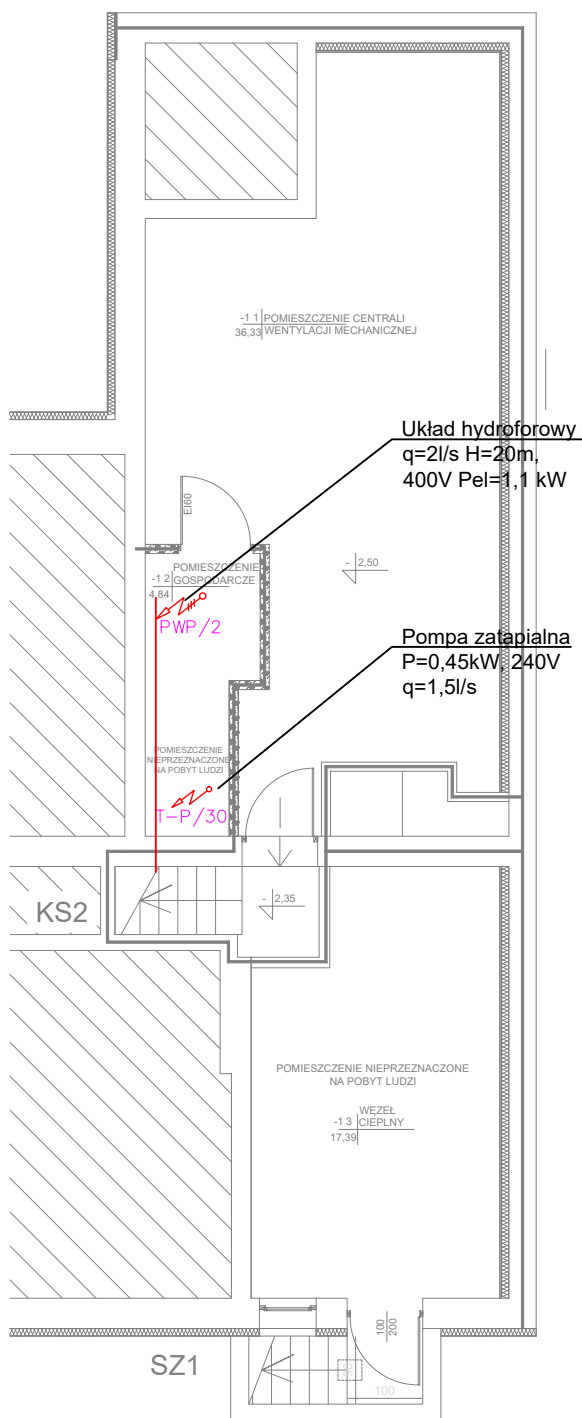 -1 1 POMIESZCZENIE CENTRALI
36,33 WENTYLACJI MECHANICZNEJ
Układ hydroforowy
q=2l/s H=20m,
400V Pel=1,1 kW
EI60
POMIESZCZENIE
-1 2 GOSPODARCZE
4,84
- 2,50
PWP/2
Pompa zatapialna
P=0,45kW, 240V
q=1,5l/s
POMIESZCZENIE
NIEPRZEZNACZONE
NA POBYT LUDZI
T-P/30
KS2
- 2,35
POMIESZCZENIE NIEPRZEZNACZONE
NA POBYT LUDZI
WĘZEŁ
-1 3 CIEPLNY
17,39
100
200
SZ1
100